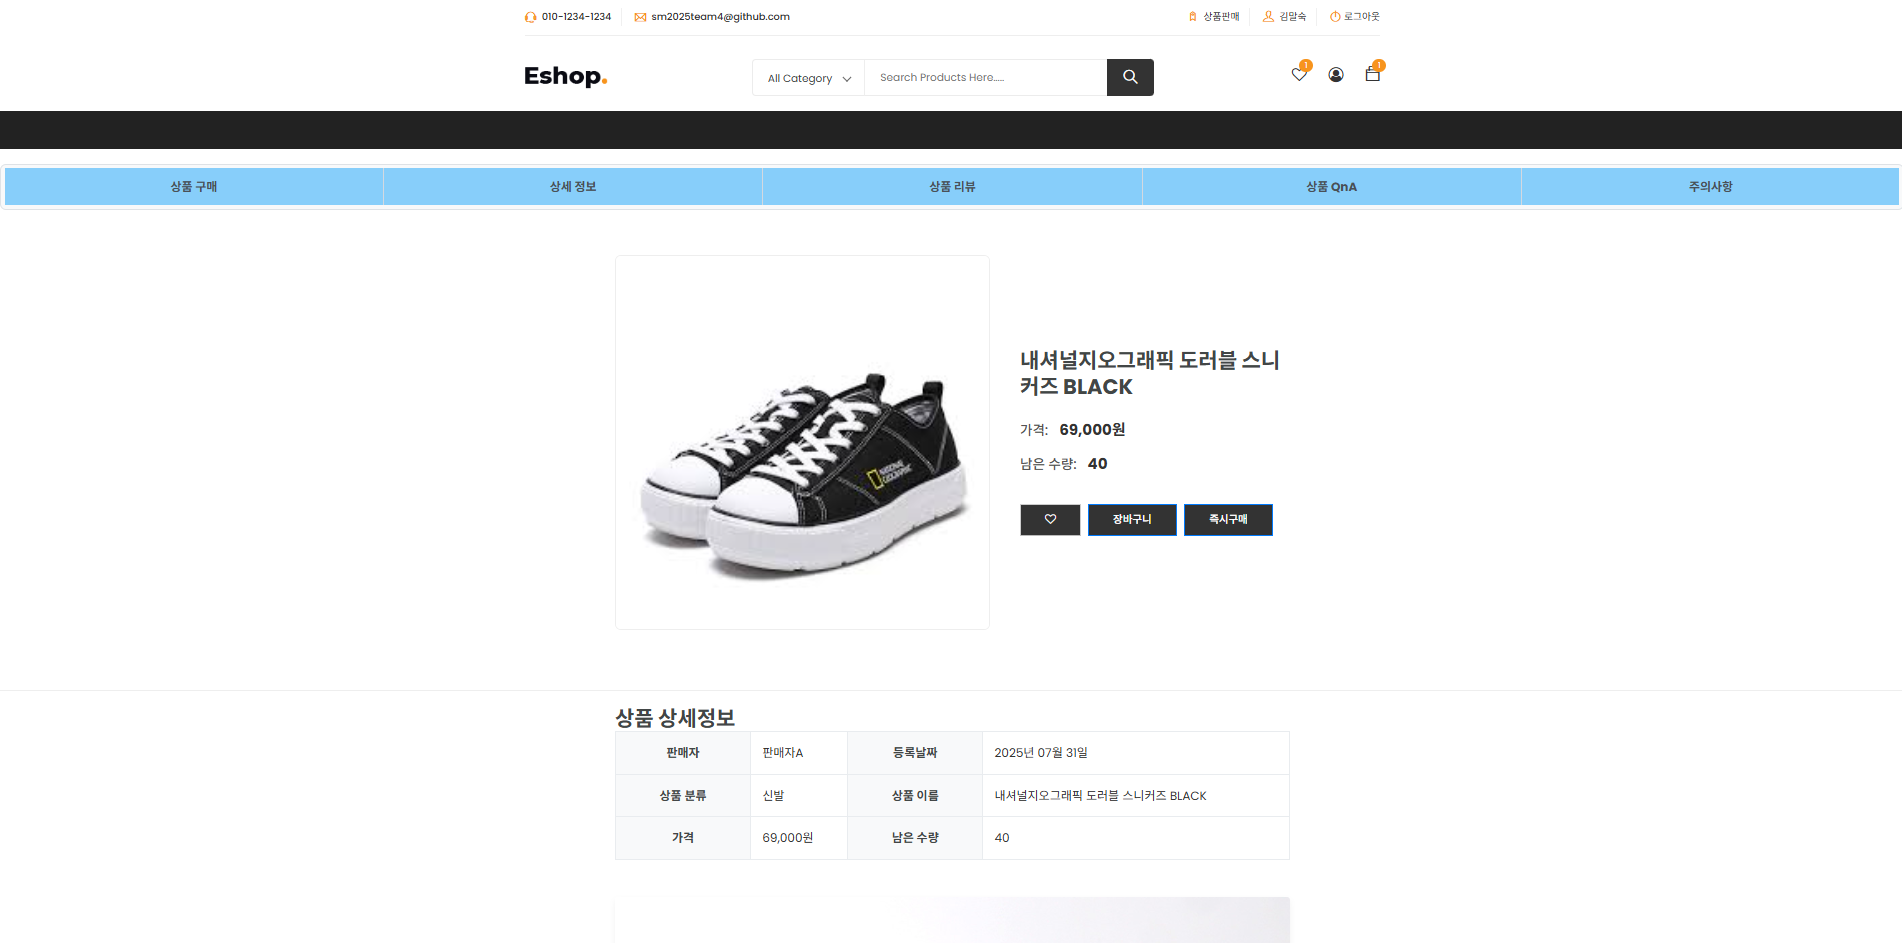 010-1234-1234
sm2025team4@github.com
상품판매
김말숙
로그아웃
Eshop.
All Category
Search Products Here.....
1
1
상품 구매
상세 정보
상품 리뷰
상품 QnA
주의사항
NATIONAL
GEOGRAPHIC
내셔널지오그래픽 도러블 스니
커즈 BLACK
가격: 69,000원
남은 수량: 40
장바구니
즉시구매
상품 상세정보
판매자 판매자A 등록날짜 2025년 07월 31일
상품 분류 신발 상품 이름 내셔널지오그래픽 도러블 스니커즈 BLACK
가격 69,000원 남은 수량 40